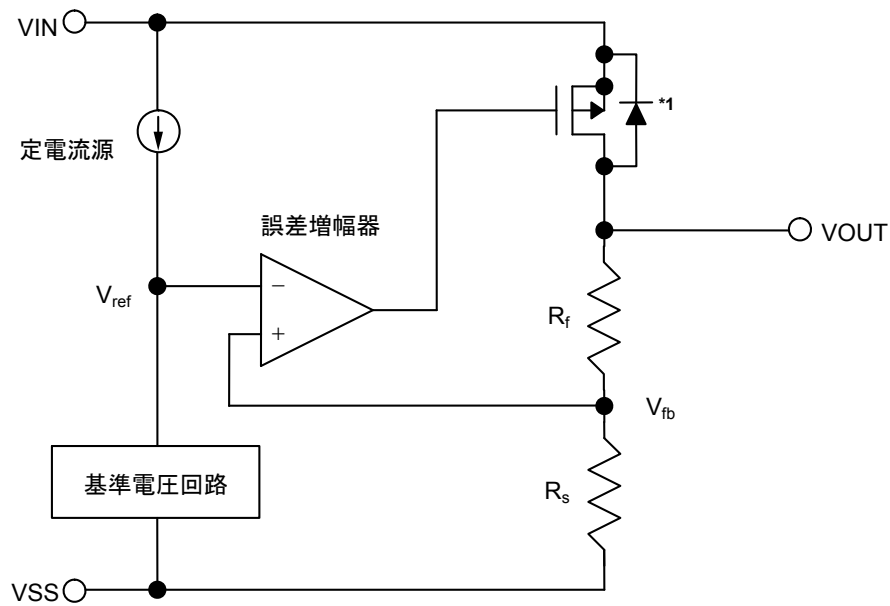 VIN
*1
定電流源
誤差増幅器
VOUT
Vref
−
Rf
+
Vfb
基準電圧回路
Rs
VSS